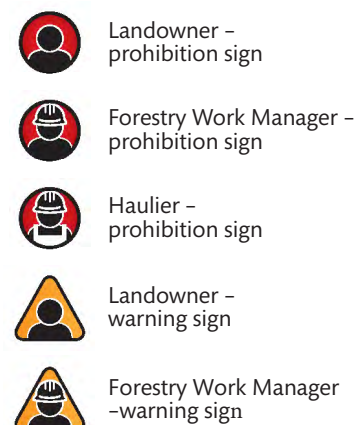 Landowner –
prohibition sign
Forestry Work Manager –
prohibition sign
Haulier –
prohibition sign
Landowner –
warning sign
Forestry Work Manager
–warning sign